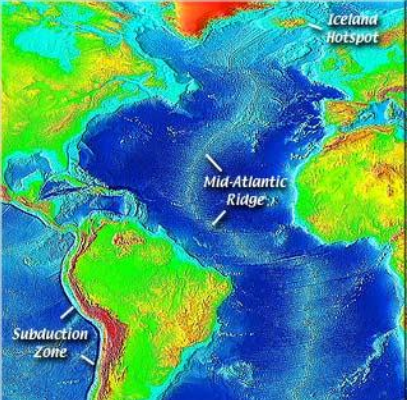 Iceland
Hotspot
Mid-Atlantic
Ridge
Subduction
Zone